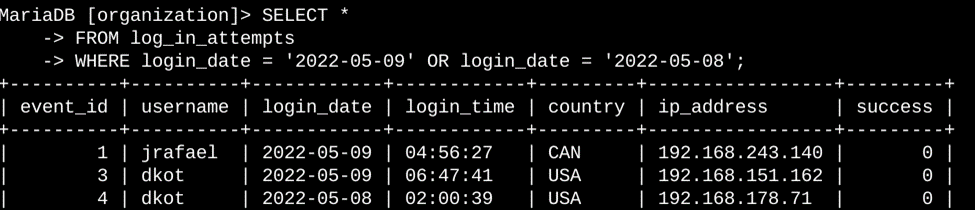 MariaDB [organization]> SELECT *
    -> FROM log_in_attempts
    -> WHERE login_date = '2022-05-09' OR login_date = '2022-05-08';
+----------+----------+------------+------------+---------+-----------------+---------+
| event_id | username | login_date | login_time | country | ip_address      | success |
+----------+----------+------------+------------+---------+-----------------+---------+
|        1 | jrafael  | 2022-05-09 | 04:56:27   | CAN     | 192.168.243.140 |       0 |
|        3 | dkot     | 2022-05-09 | 06:47:41   | USA     | 192.168.151.162 |       0 |
|        4 | dkot     | 2022-05-08 | 02:00:39   | USA     | 192.168.178.71  |       0 |